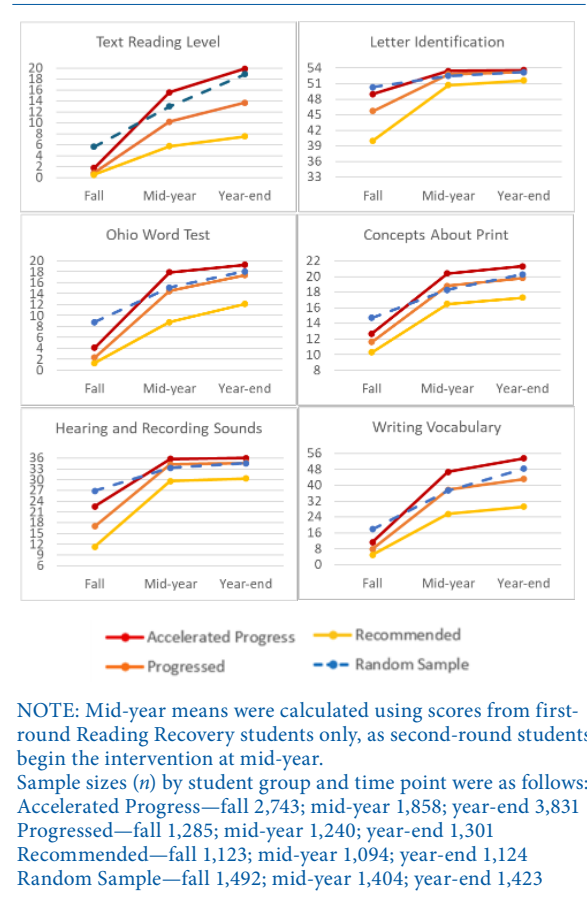 Text Reading Level
20
18
16
14
12
10
8
6
4
2
0
Fall Mid-year Year-end
Letter Identification
54
51
48
45
42
39
36
33
Fall Mid-year Year-end
Ohio Word Test
20
18
16
14
12
10
8
6
4
2
0
Fall Mid-year Year-end
Concepts About Print
22
20
18
16
14
12
10
8
Fall Mid-year Year-end
Hearing and Recording Sounds
36
33
30
27
24
21
18
15
12
9
6
Fall Mid-year Year-end
Writing Vocabulary
56
48
40
32
24
16
8
0
Fall Mid-year Year-end
Accelerated Progress Recommended
Progressed Random Sample
NOTE: Mid-year means were calculated using scores from first-
round Reading Recovery students only, as second-round students
begin the intervention at mid-year.
Sample sizes (n) by student group and time point were as follows:
Accelerated Progress—fall 2,743; mid-year 1,858; year-end 3,831
Progressed—fall 1,285; mid-year 1,240; year-end 1,301
Recommended—fall 1,123; mid-year 1,094; year-end 1,124
Random Sample—fall 1,492; mid-year 1,404; year-end 1,423